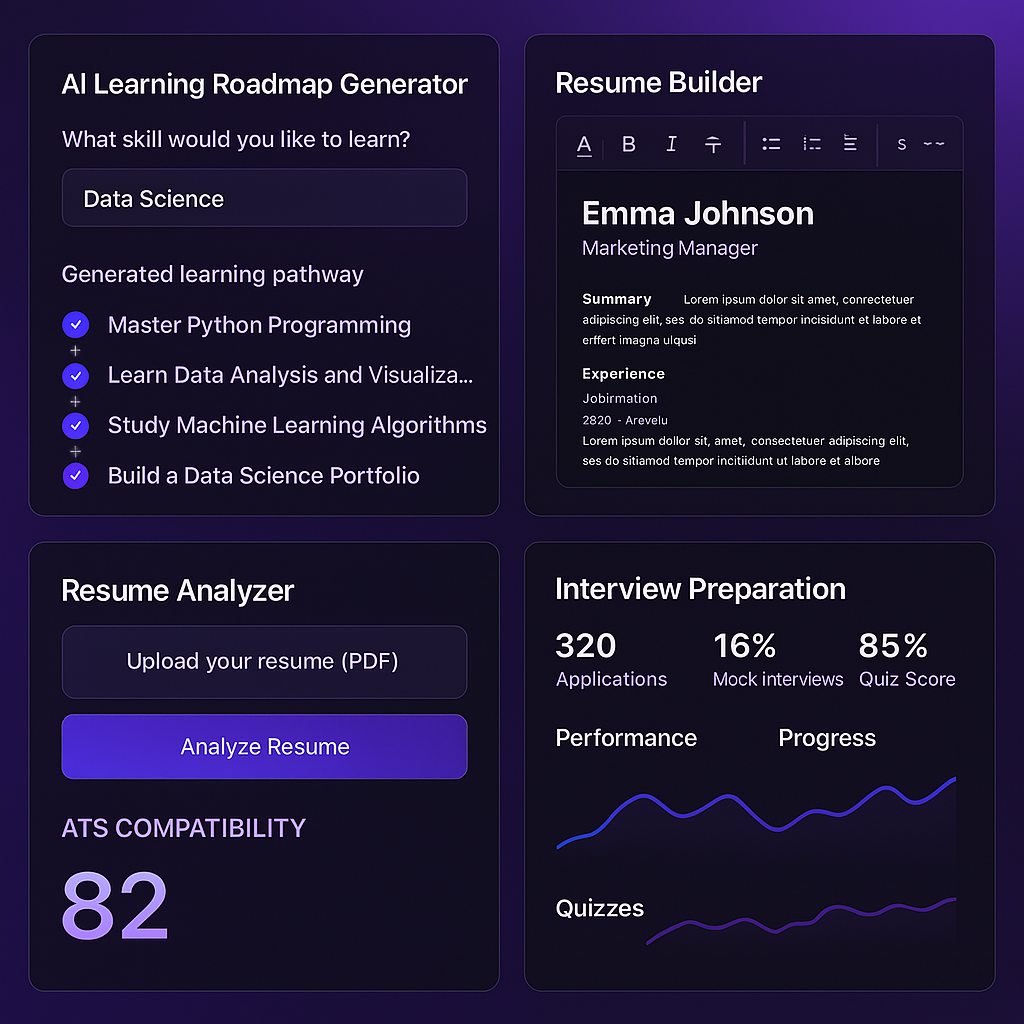 AI Learning Roadmap Generator
What skill would you like to learn?
Data Science
Generated learning pathway
Master Python Programming
+
Learn Data Analysis and Visualiza...
+
Study Machine Learning Algorithms
+
Build a Data Science Portfolio
Resume Builder
A B I T S
Emma Johnson
Marketing Manager
Summary Lorem ipsum dolor sit amet, conrectetuer
adipiscing elit, ses do sitiamod tempor incisidunt et labore et
erffert imagna ulqusi
Experience
Jobirmation
2820 - Arevelu
Lorem ipsum dollor sit, amet, consectetuer adipiscing elit,
ses do sitiamod tempor incitiidunt ut labore et albore
Resume Analyzer
Upload your resume (PDF)
Analyze Resume
ATS COMPATIBILITY
82
Interview Preparation
320 16% 85%
Applications Mock interviews Quiz Score
Performance Progress
Quizzes